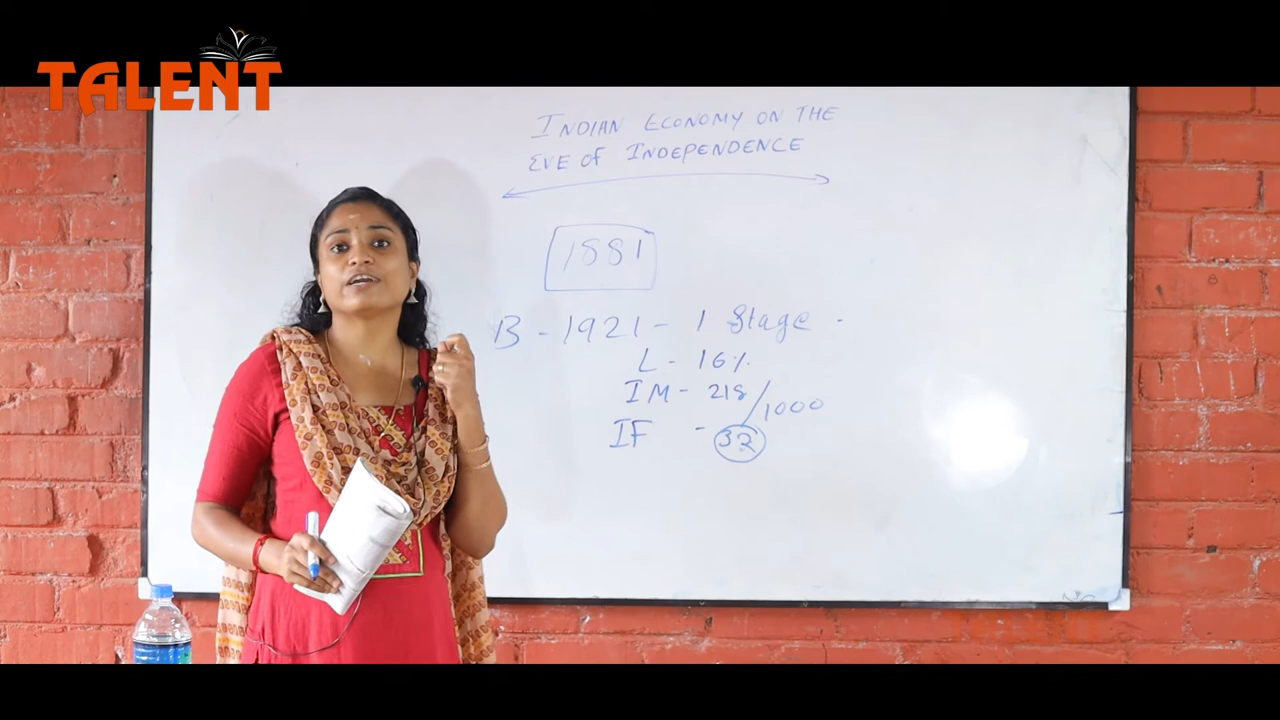 TALENT
INDIAN ECONOMY ON THE
EVE OF INDEPENDENCE
1881
B - 1921 - 1 Stage -
L - 16%
IM - 218/1000
IF - 32